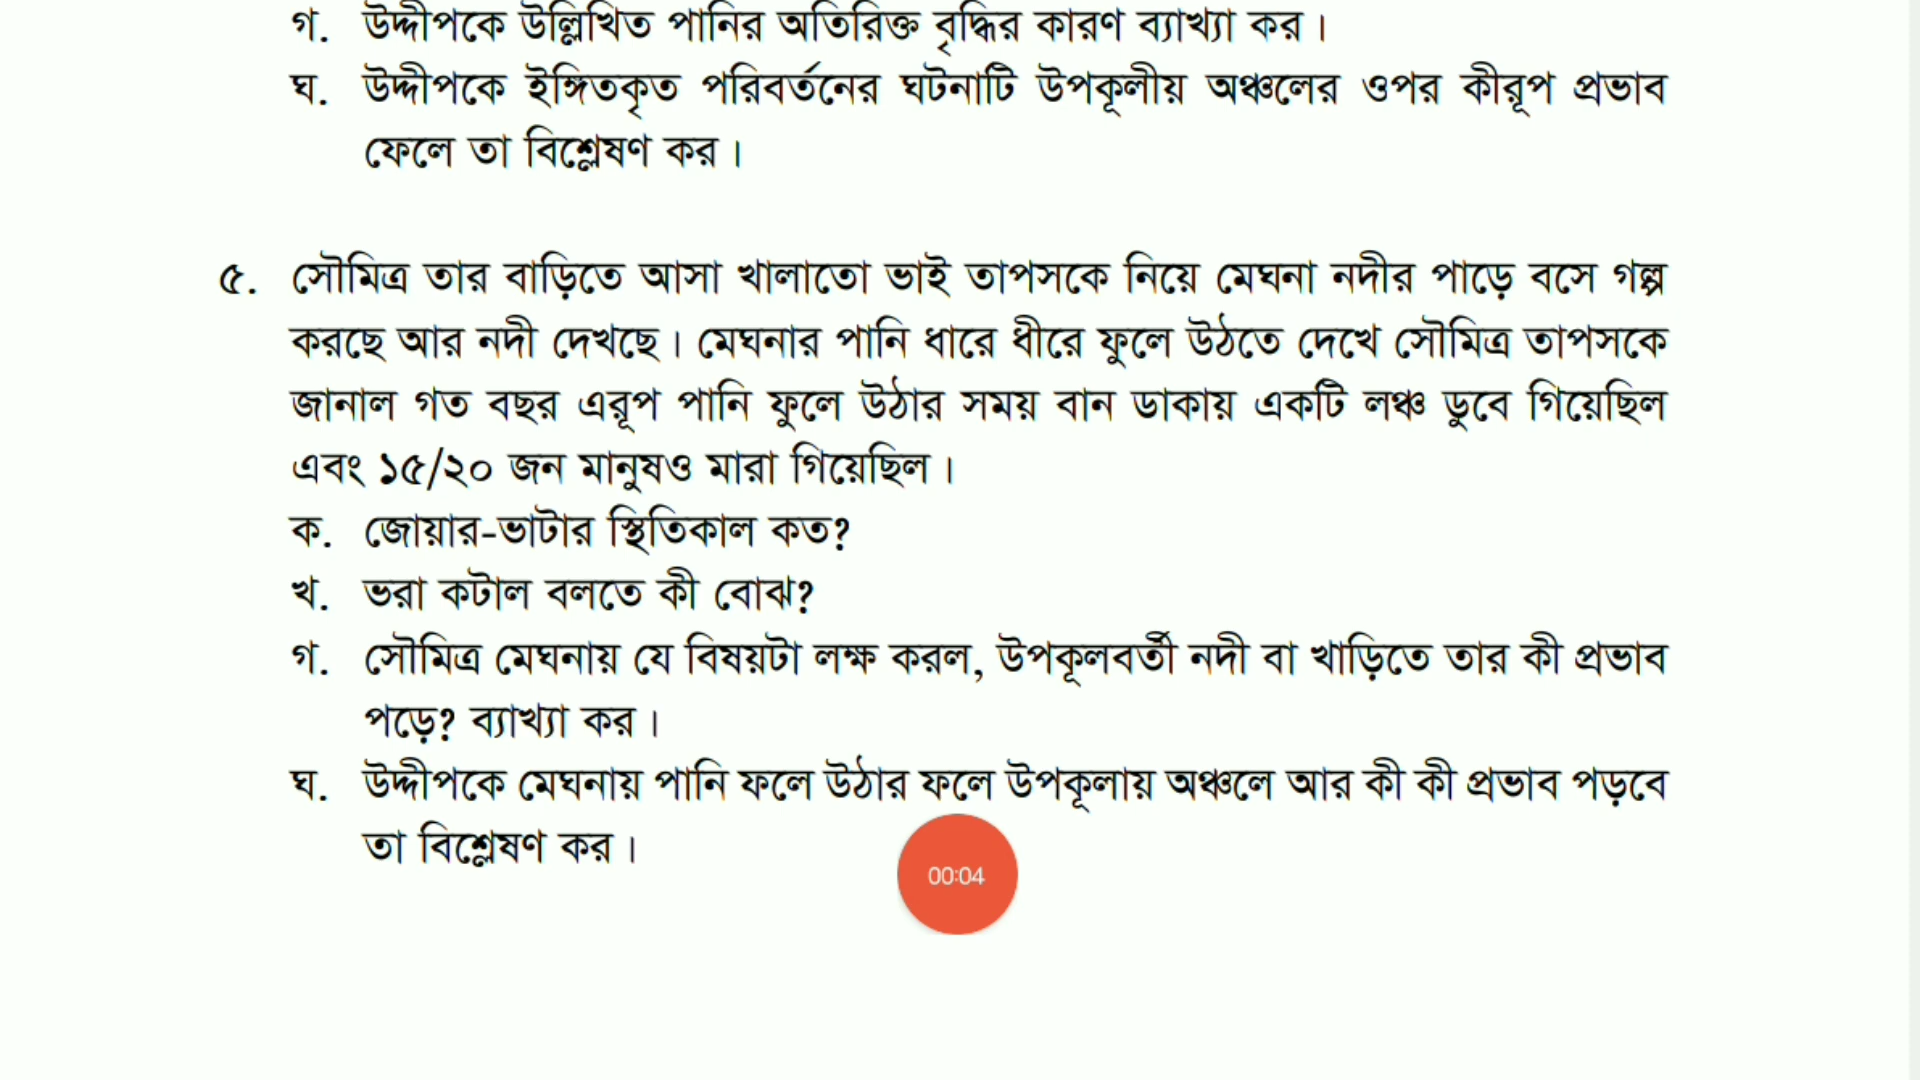 গ. উদ্দীপকে উল্লিখিত পানির অতিরিক্ত বৃদ্ধির কারণ ব্যাখ্যা কর।
ঘ. উদ্দীপকে ইঙ্গিতকৃত পরিবর্তনের ঘটনাটি উপকূলীয় অঞ্চলের ওপর কীরূপ প্রভাব
ফেলে তা বিশ্লেষণ কর।
৫. সৌমিত্র তার বাড়িতে আসা খালাতো ভাই তাপসকে নিয়ে মেঘনা নদীর পাড়ে বসে গল্প
করছে আর নদী দেখছে। মেঘনার পানি ধারে ধীরে ফুলে উঠতে দেখে সৌমিত্র তাপসকে
জানাল গত বছর এরূপ পানি ফুলে উঠার সময় বান ডাকায় একটি লঞ্চ ডুবে গিয়েছিল
এবং ১৫/২০ জন মানুষও মারা গিয়েছিল।
ক. জোয়ার-ভাটার স্থিতিকাল কত?
খ. ভরা কটাল বলতে কী বোঝ?
গ. সৌমিত্র মেঘনায় যে বিষয়টা লক্ষ করল, উপকূলবর্তী নদী বা খাড়িতে তার কী প্রভাব
পড়ে? ব্যাখ্যা কর।
ঘ. উদ্দীপকে মেঘনায় পানি ফলে উঠার ফলে উপকূলায় অঞ্চলে আর কী কী প্রভাব পড়বে
তা বিশ্লেষণ কর।
00:04